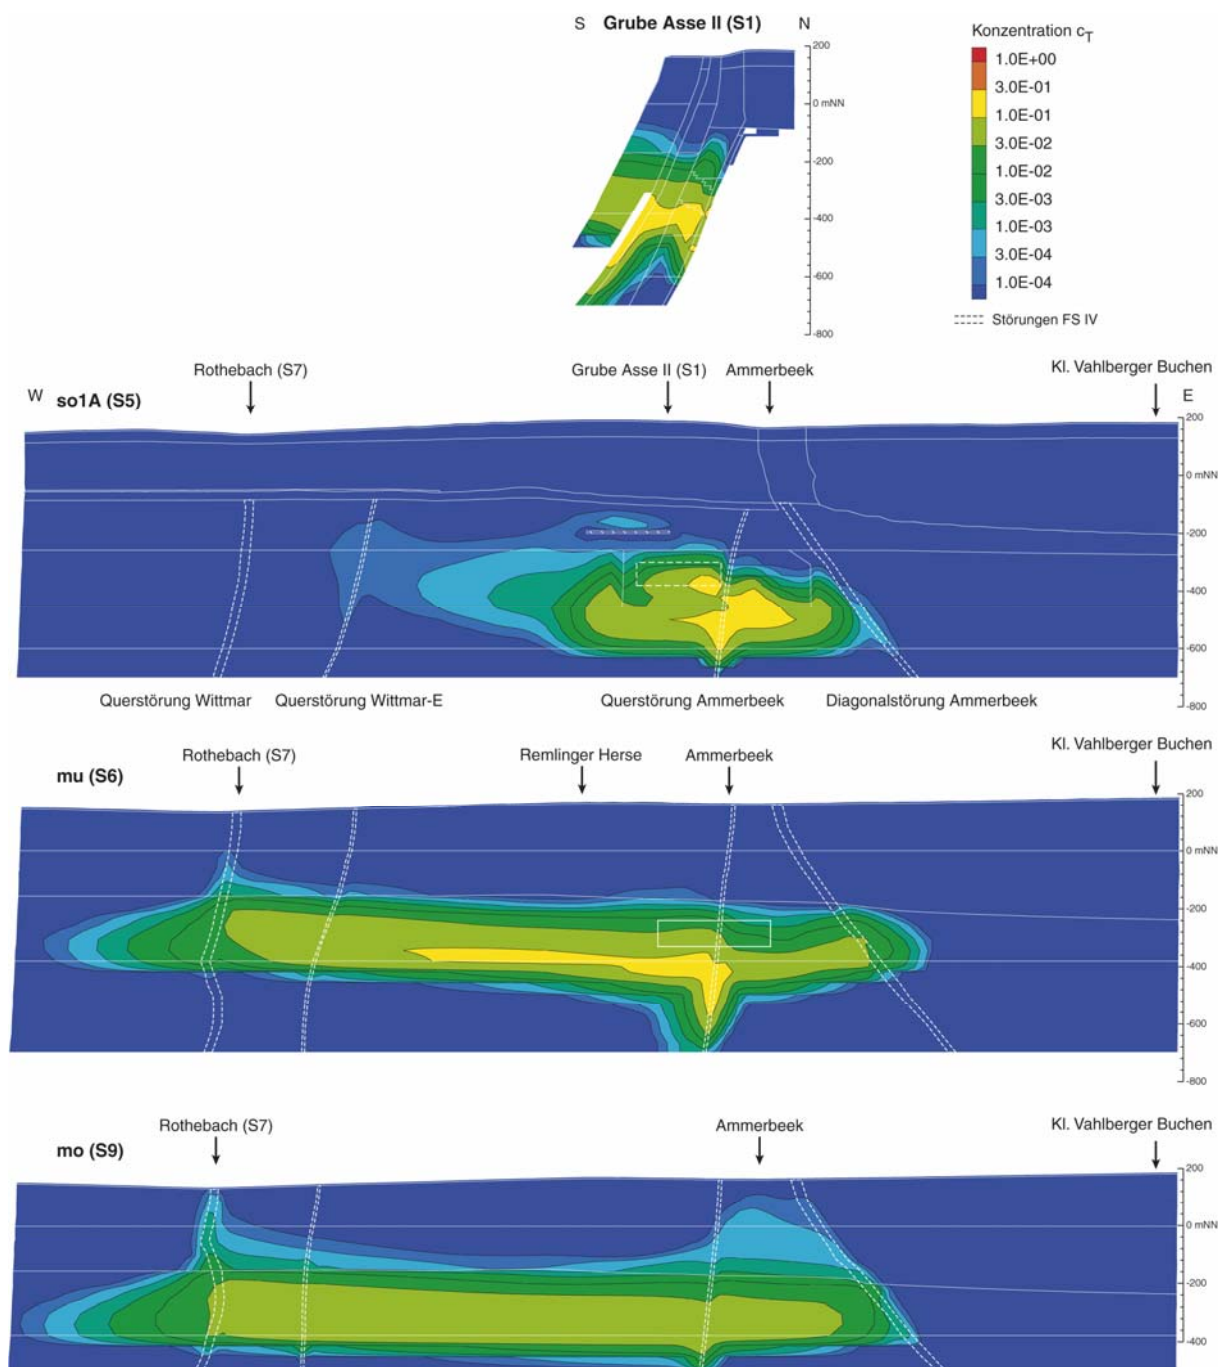 S Grube Asse II (S1) N
200
0 mNN
-200
-400
-600
-800
Konzentration cT
1.0E+00
3.0E-01
1.0E-01
3.0E-02
1.0E-02
3.0E-03
1.0E-03
3.0E-04
1.0E-04
Störungen FS IV
Rothebach (S7) Grube Asse II (S1) Ammerbeek Kl. Vahlberger Buchen
W so1A (S5) E
200
0 mNN
-200
-400
-600
-800
Querstörung Wittmar Querstörung Wittmar-E Querstörung Ammerbeek Diagonalstörung Ammerbeek
Rothebach (S7) Remlinger Herse Ammerbeek Kl. Vahlberger Buchen
mu (S6)
200
0 mNN
-200
-400
-600
-800
Rothebach (S7) Ammerbeek Kl. Vahlberger Buchen
mo (S9)
200
0 mNN
-200
-400